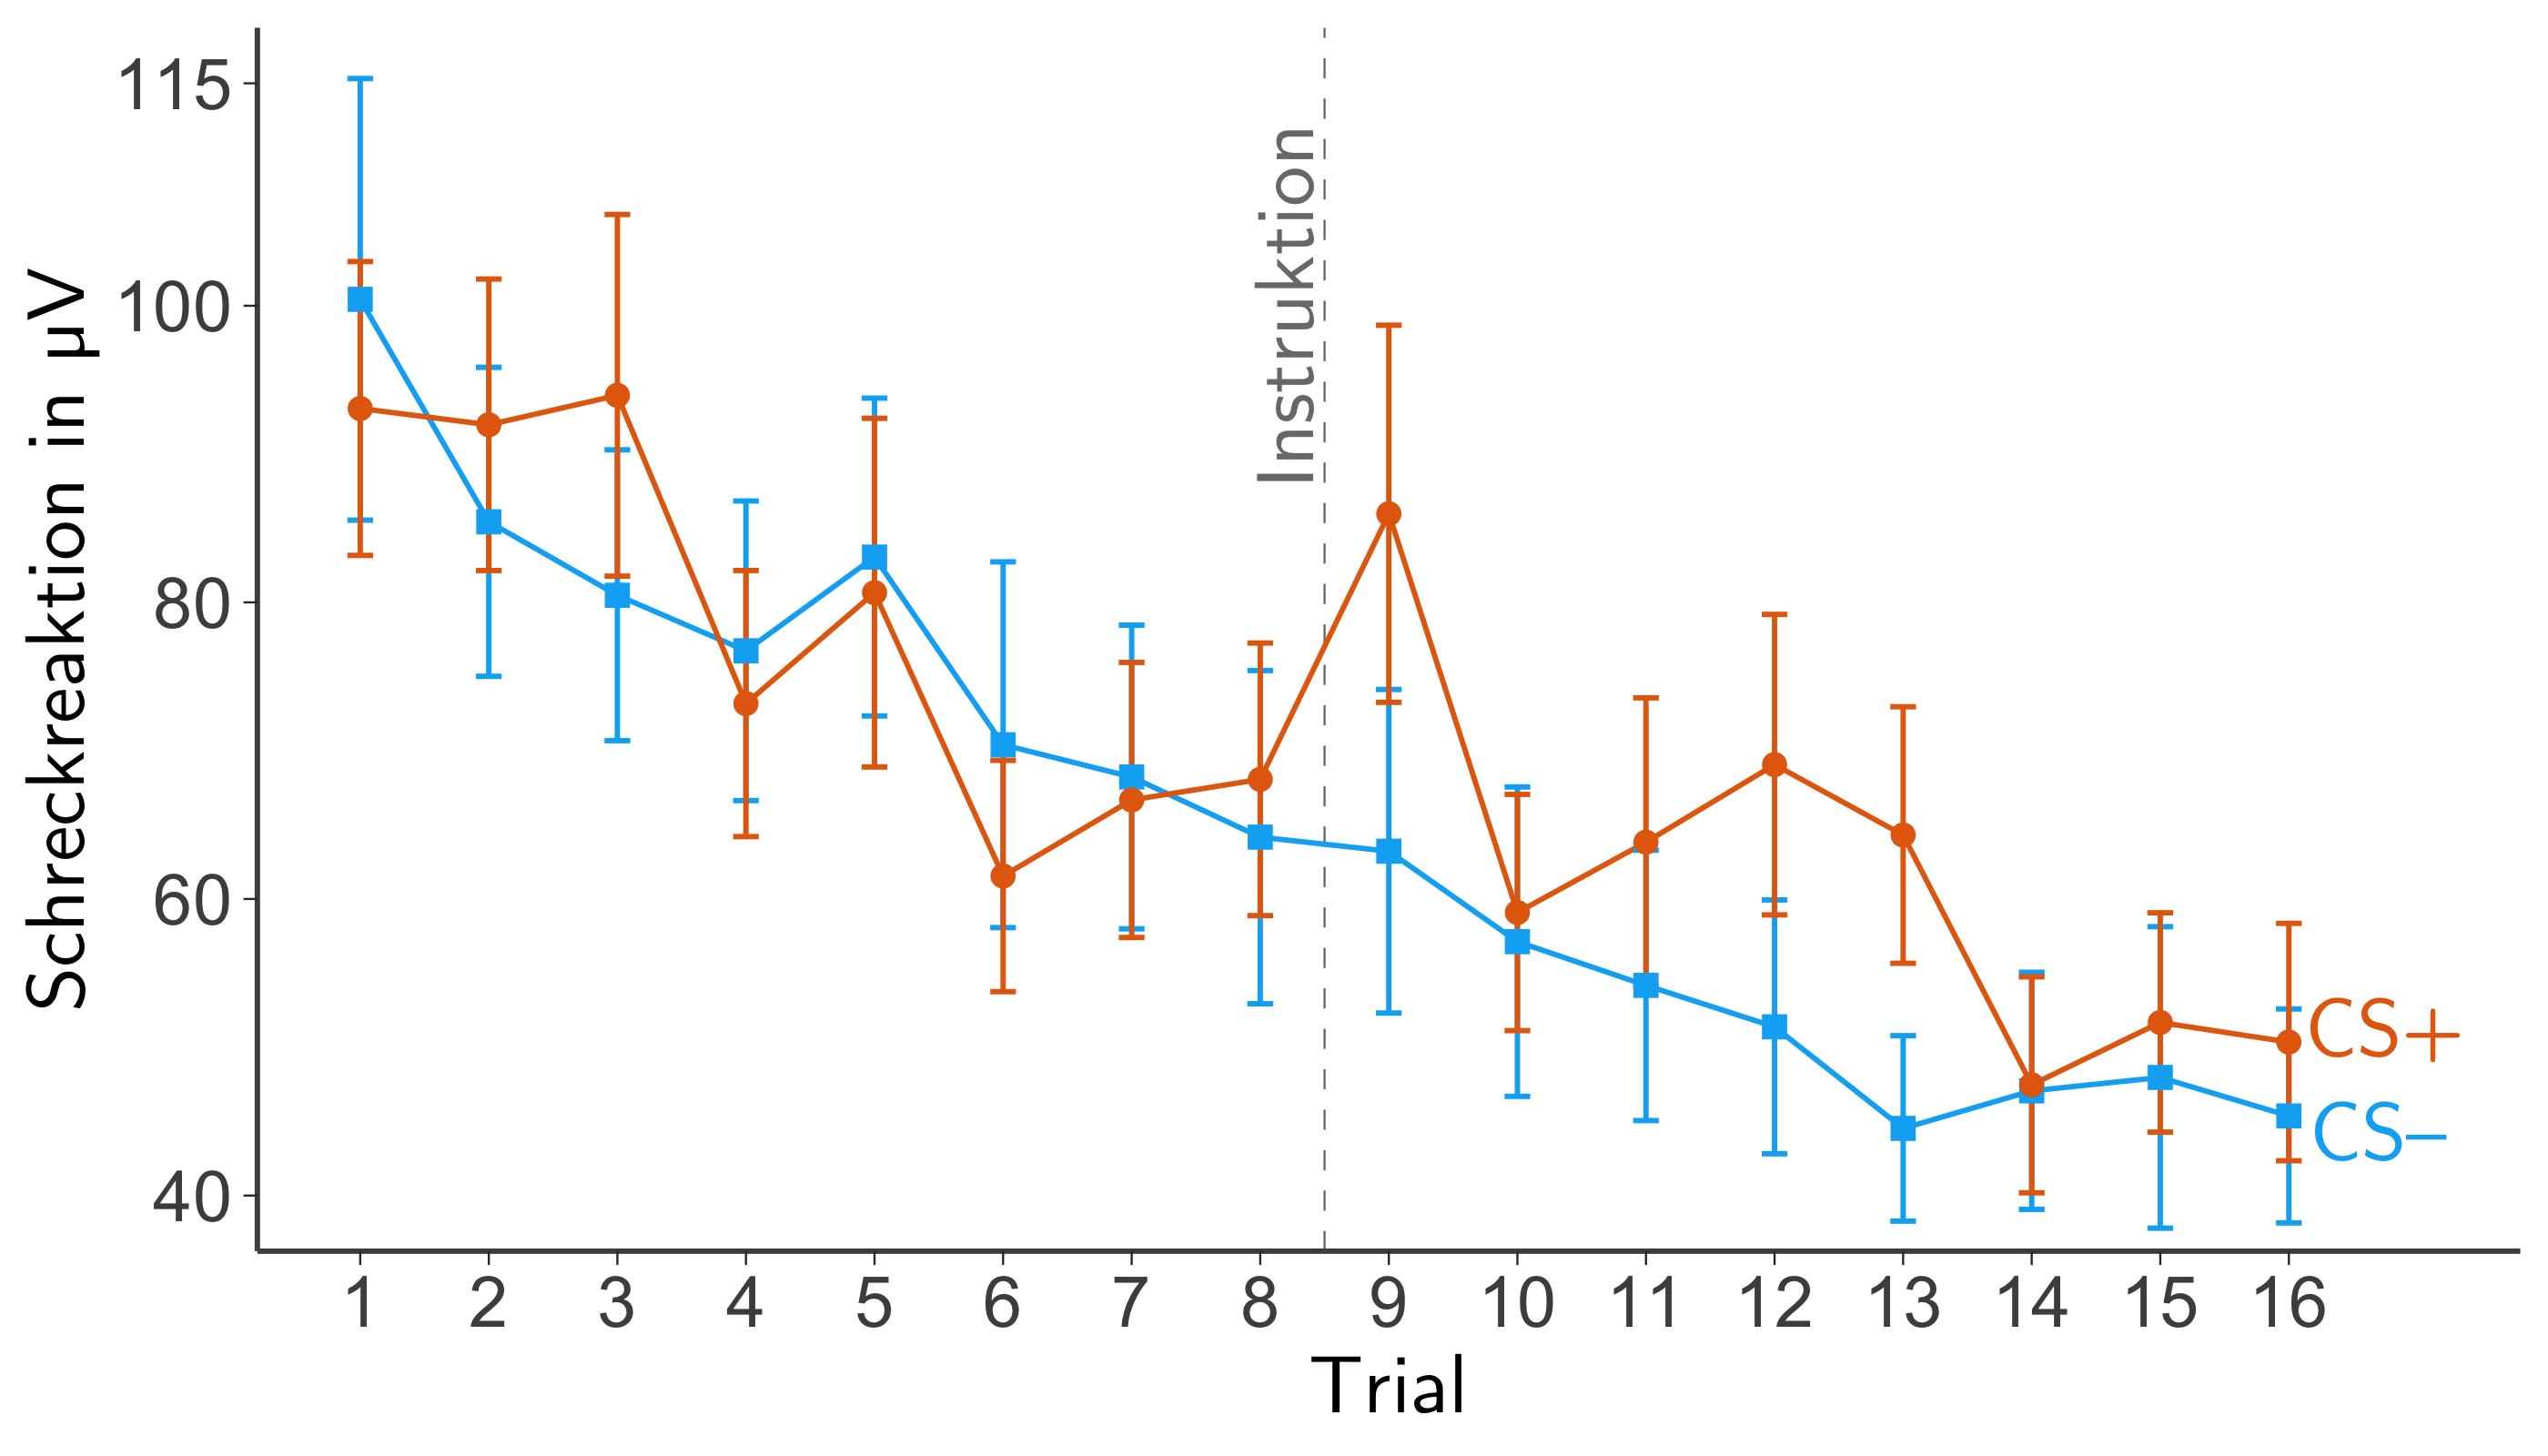 Schreckreaktion in µV
115
100
80
60
40
Instruktion
CS+
CS–
1 2 3 4 5 6 7 8 9 10 11 12 13 14 15 16
Trial